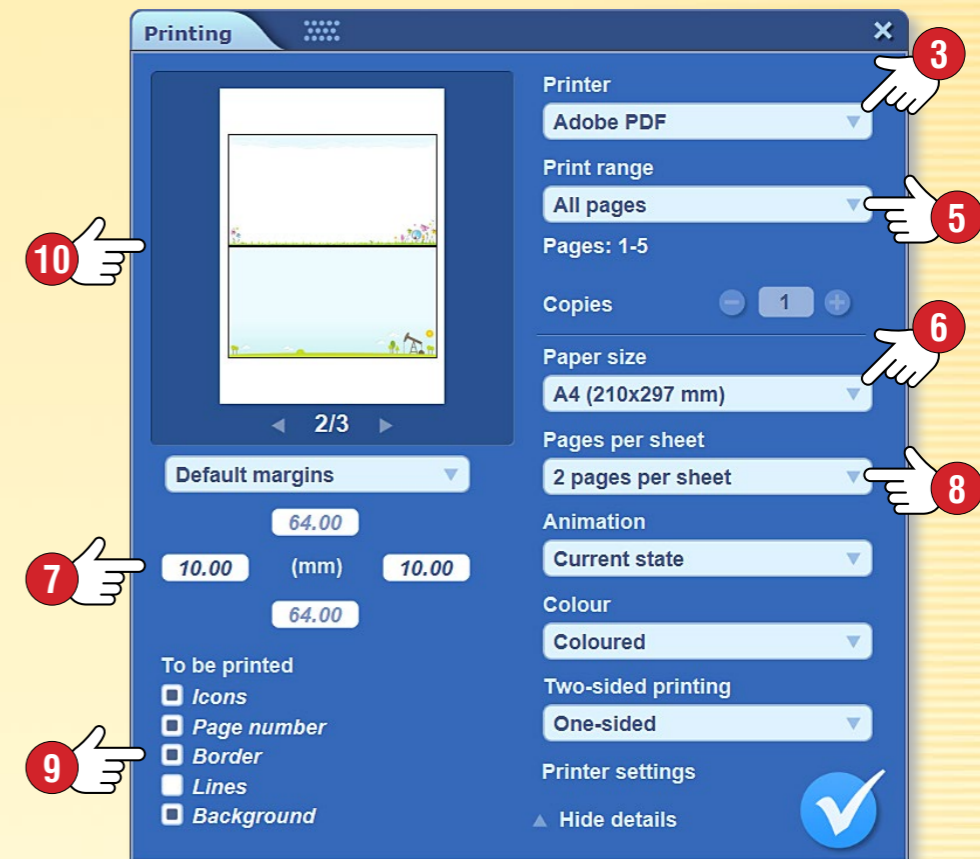 Printing
3
Printer
Adobe PDF
Print range
All pages
5
Pages: 1-5
10
Copies
1
6
Paper size
A4 (210x297 mm)
2/3
Pages per sheet
Default margins
2 pages per sheet
8
64.00
Animation
10.00 (mm) 10.00
Current state
7
64.00
Colour
Coloured
To be printed
Icons
Two-sided printing
Page number
One-sided
Border
9
Lines
Printer settings
Background
Hide details